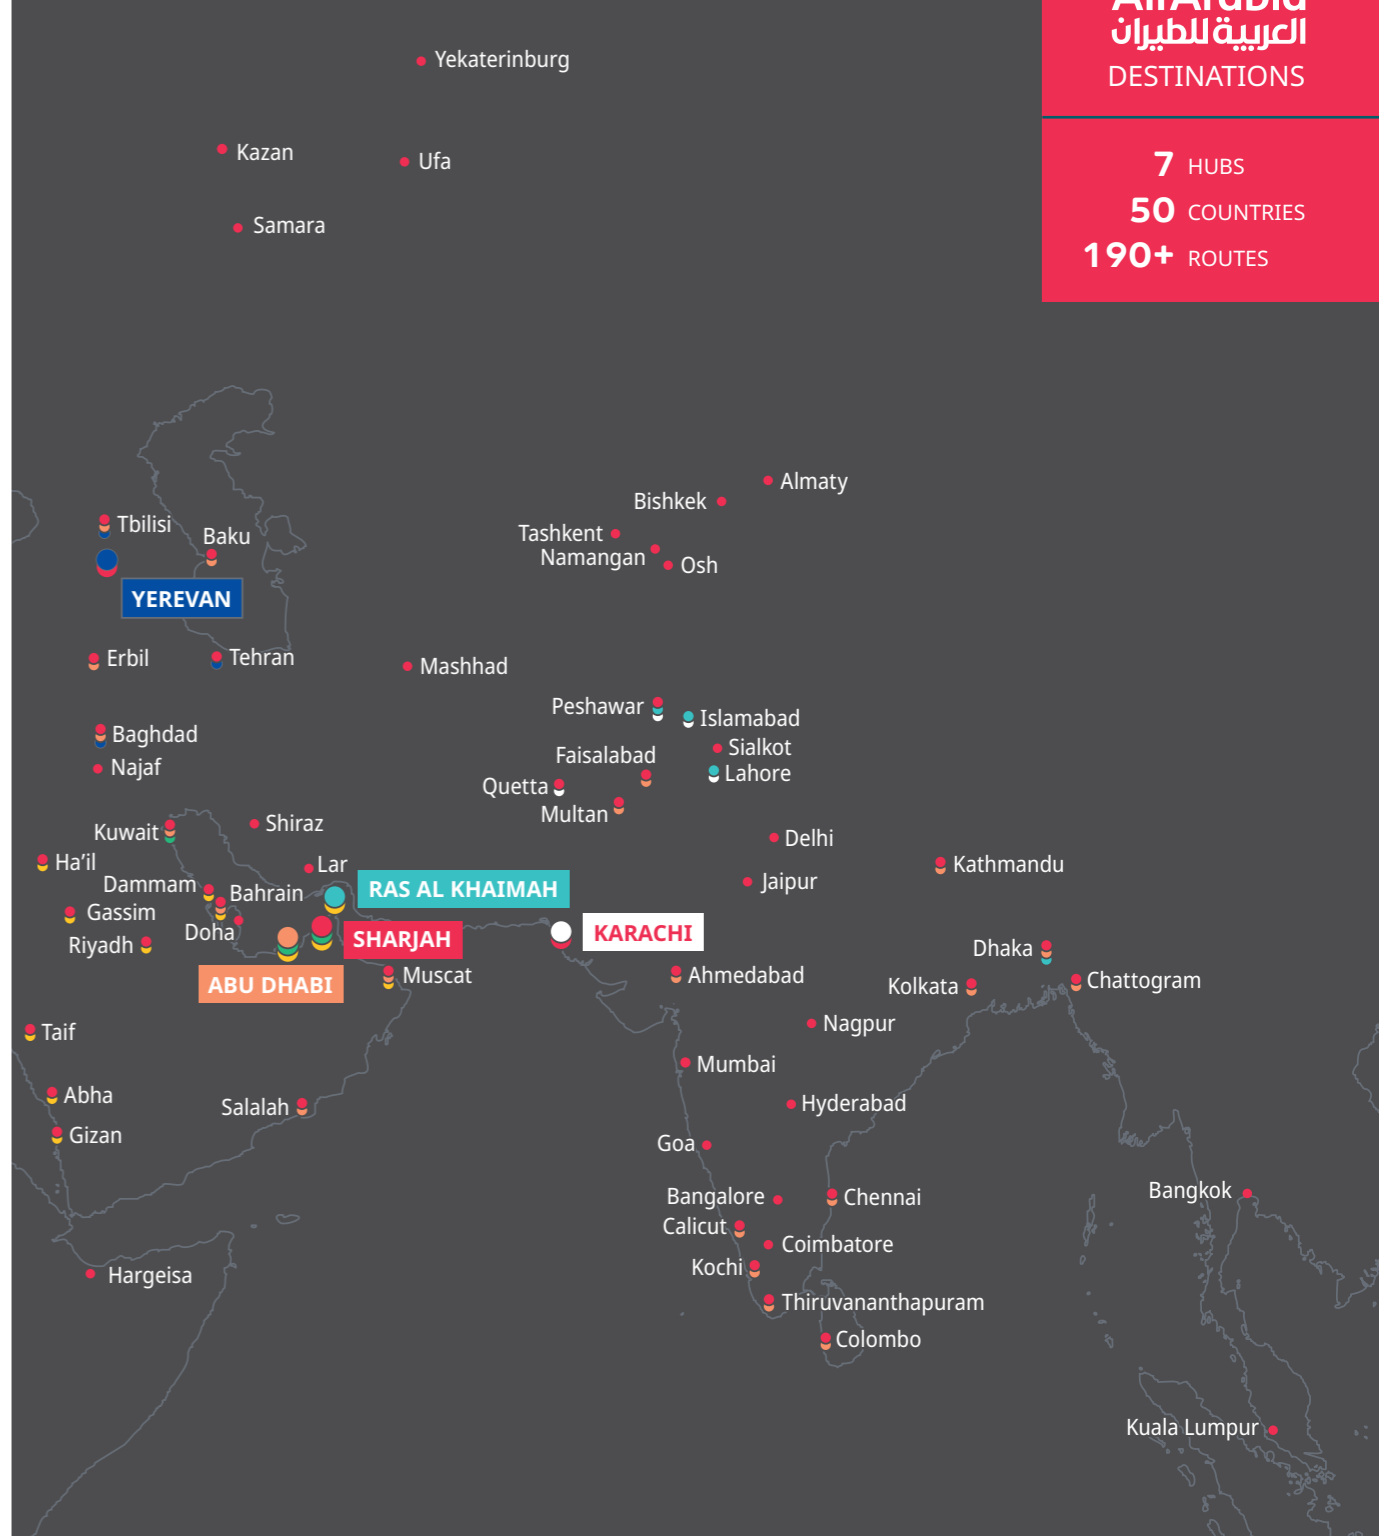 AirArabia
العربية للطيران
DESTINATIONS
7 HUBS
50 COUNTRIES
190+ ROUTES
Yekaterinburg
Kazan
Ufa
Samara
Almaty
Bishkek
Tbilisi
Tashkent
Baku
Namangan
Osh
YEREVAN
Erbil
Tehran
Mashhad
Peshawar
Islamabad
Baghdad
Sialkot
Faisalabad
Najaf
Lahore
Quetta
Multan
Shiraz
Kuwait
Delhi
Ha’il
Lar
Kathmandu
Dammam
RAS AL KHAIMAH
Jaipur
Bahrain
Gassim
Doha
KARACHI
Riyadh
SHARJAH
Dhaka
ABU DHABI
Muscat
Ahmedabad
Kolkata
Chattogram
Taif
Nagpur
Mumbai
Abha
Salalah
Hyderabad
Gizan
Goa
Bangkok
Bangalore
Chennai
Calicut
Coimbatore
Kochi
Hargeisa
Thiruvananthapuram
Colombo
Kuala Lumpur